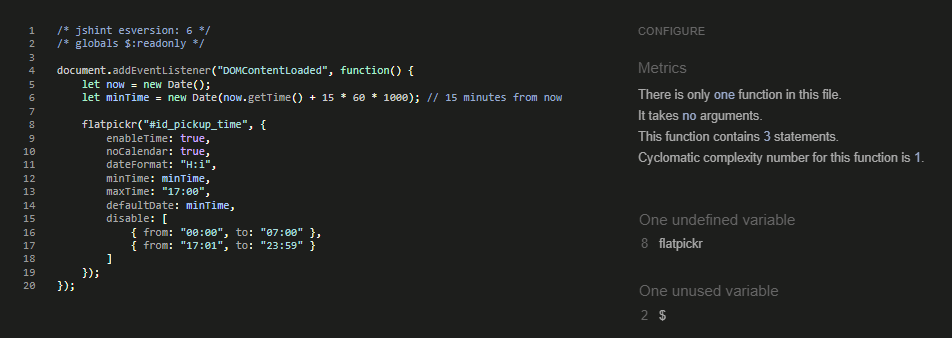 1 /* jshint esversion: 6 */
2 /* globals $:readonly */
3
4 document.addEventListener("DOMContentLoaded", function() {
5     let now = new Date();
6     let minTime = new Date(now.getTime() + 15 * 60 * 1000); // 15 minutes from now
7
8     flatpickr("#id_pickup_time", {
9         enableTime: true,
10         noCalendar: true,
11         dateFormat: "H:i",
12         minTime: minTime,
13         maxTime: "17:00",
14         defaultDate: minTime,
15         disable: [
16             { from: "00:00", to: "07:00" },
17             { from: "17:01", to: "23:59" }
18         ]
19     });
20 });
CONFIGURE
Metrics
There is only one function in this file.
It takes no arguments.
This function contains 3 statements.
Cyclomatic complexity number for this function is 1.
One undefined variable
8 flatpickr
One unused variable
2 $